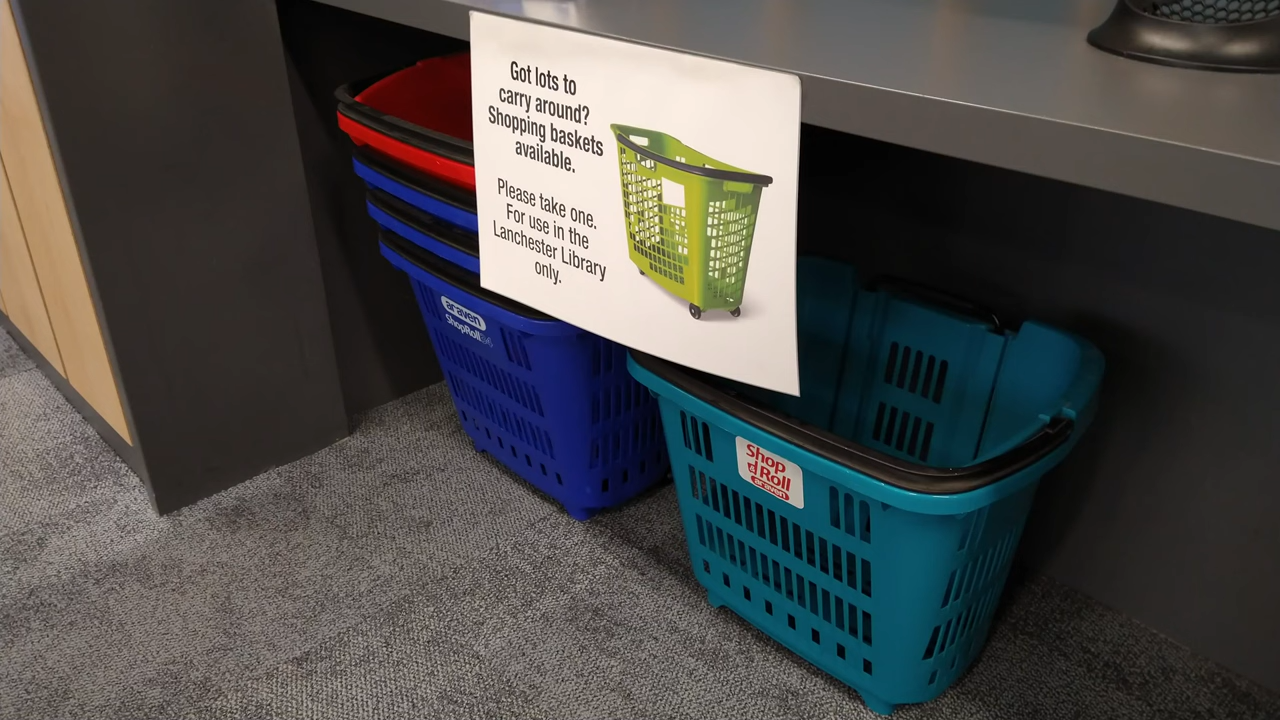 Got lots to
carry around?
Shopping baskets
available.
Please take one.
For use in the
Lanchester Library
only.
araven
ShopRoll34
Shop
& Roll
araven